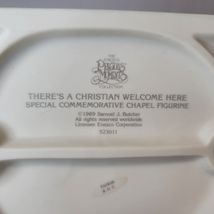 THE
Precious
Moments
COLLECTION
THERE'S A CHRISTIAN WELCOME HERE
SPECIAL COMMEMORATIVE CHAPEL FIGURINE
© 1989 Samuel J. Butcher
All rights reserved worldwide
Licensee Enesco Corporation
523011